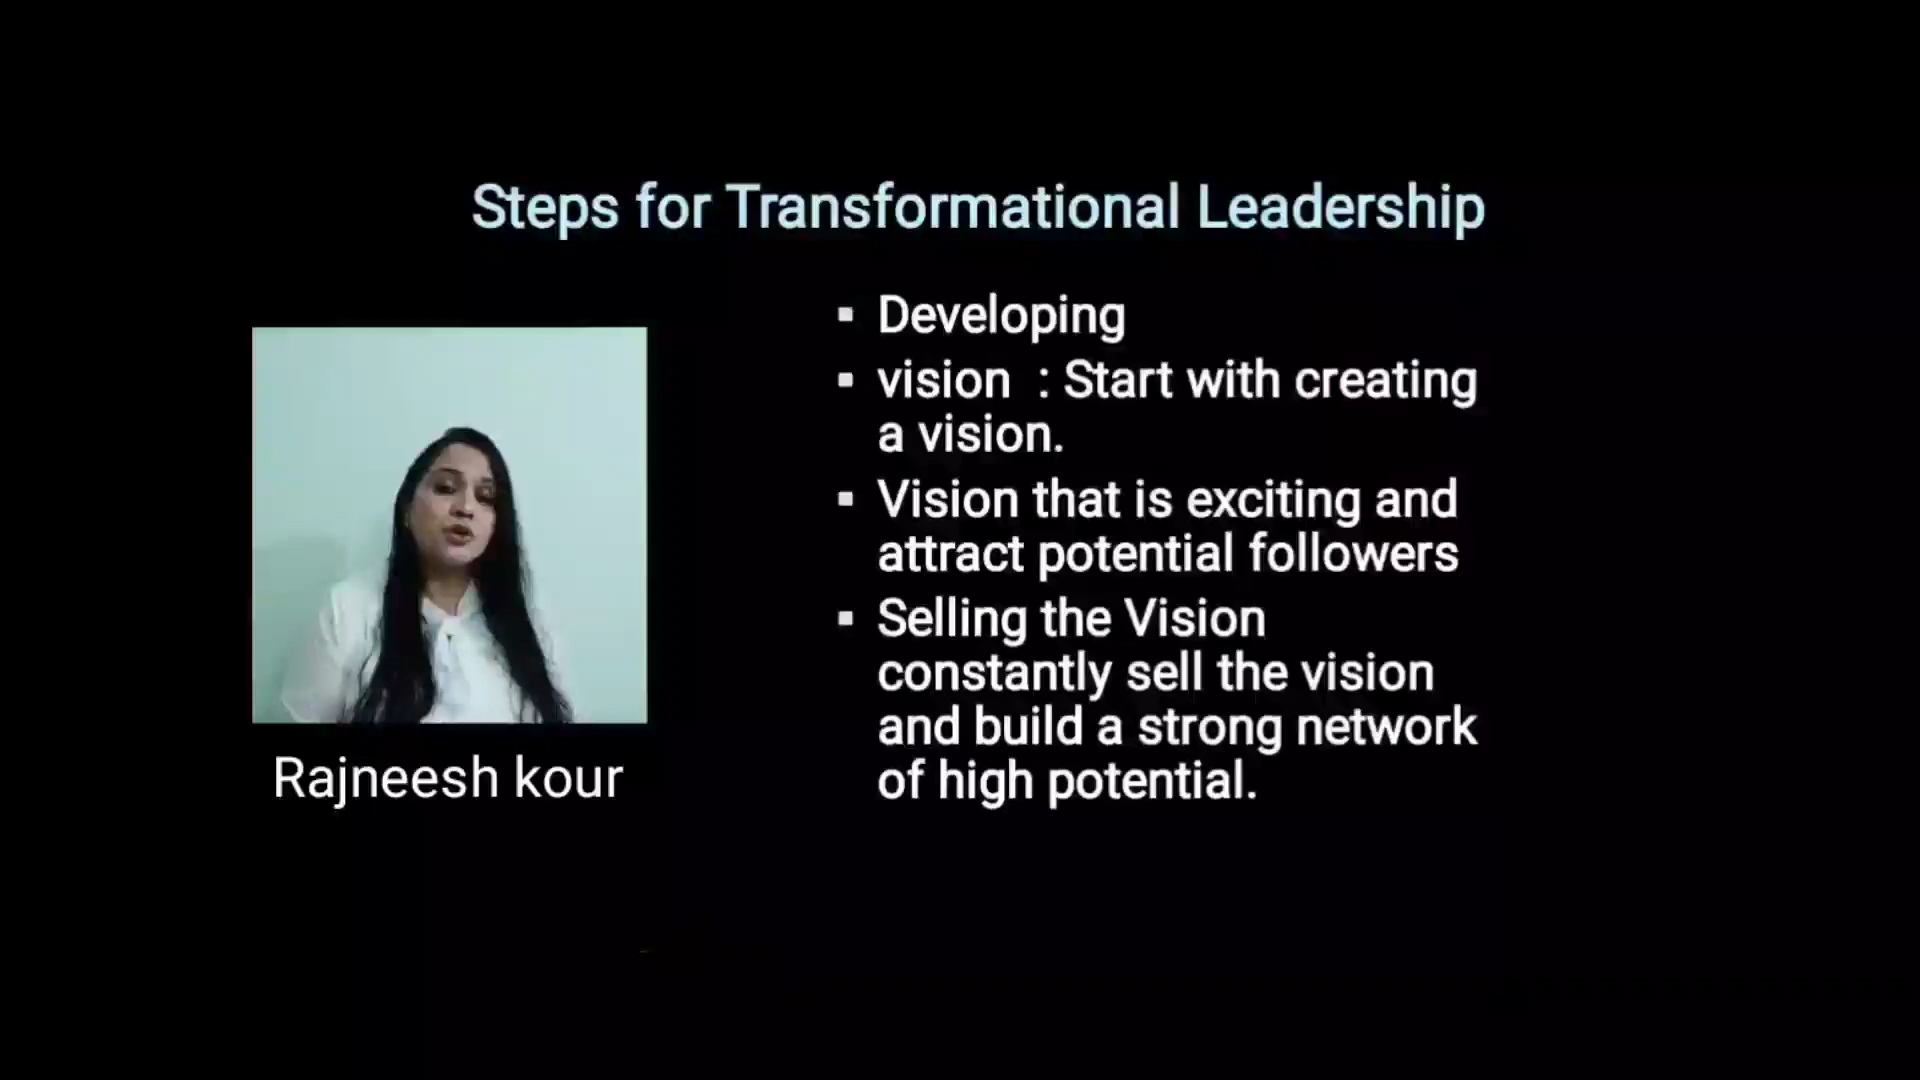 Steps for Transformational Leadership
▪ Developing
▪ vision : Start with creating
a vision.
▪ Vision that is exciting and
attract potential followers
▪ Selling the Vision
constantly sell the vision
and build a strong network
of high potential.
Rajneesh kour